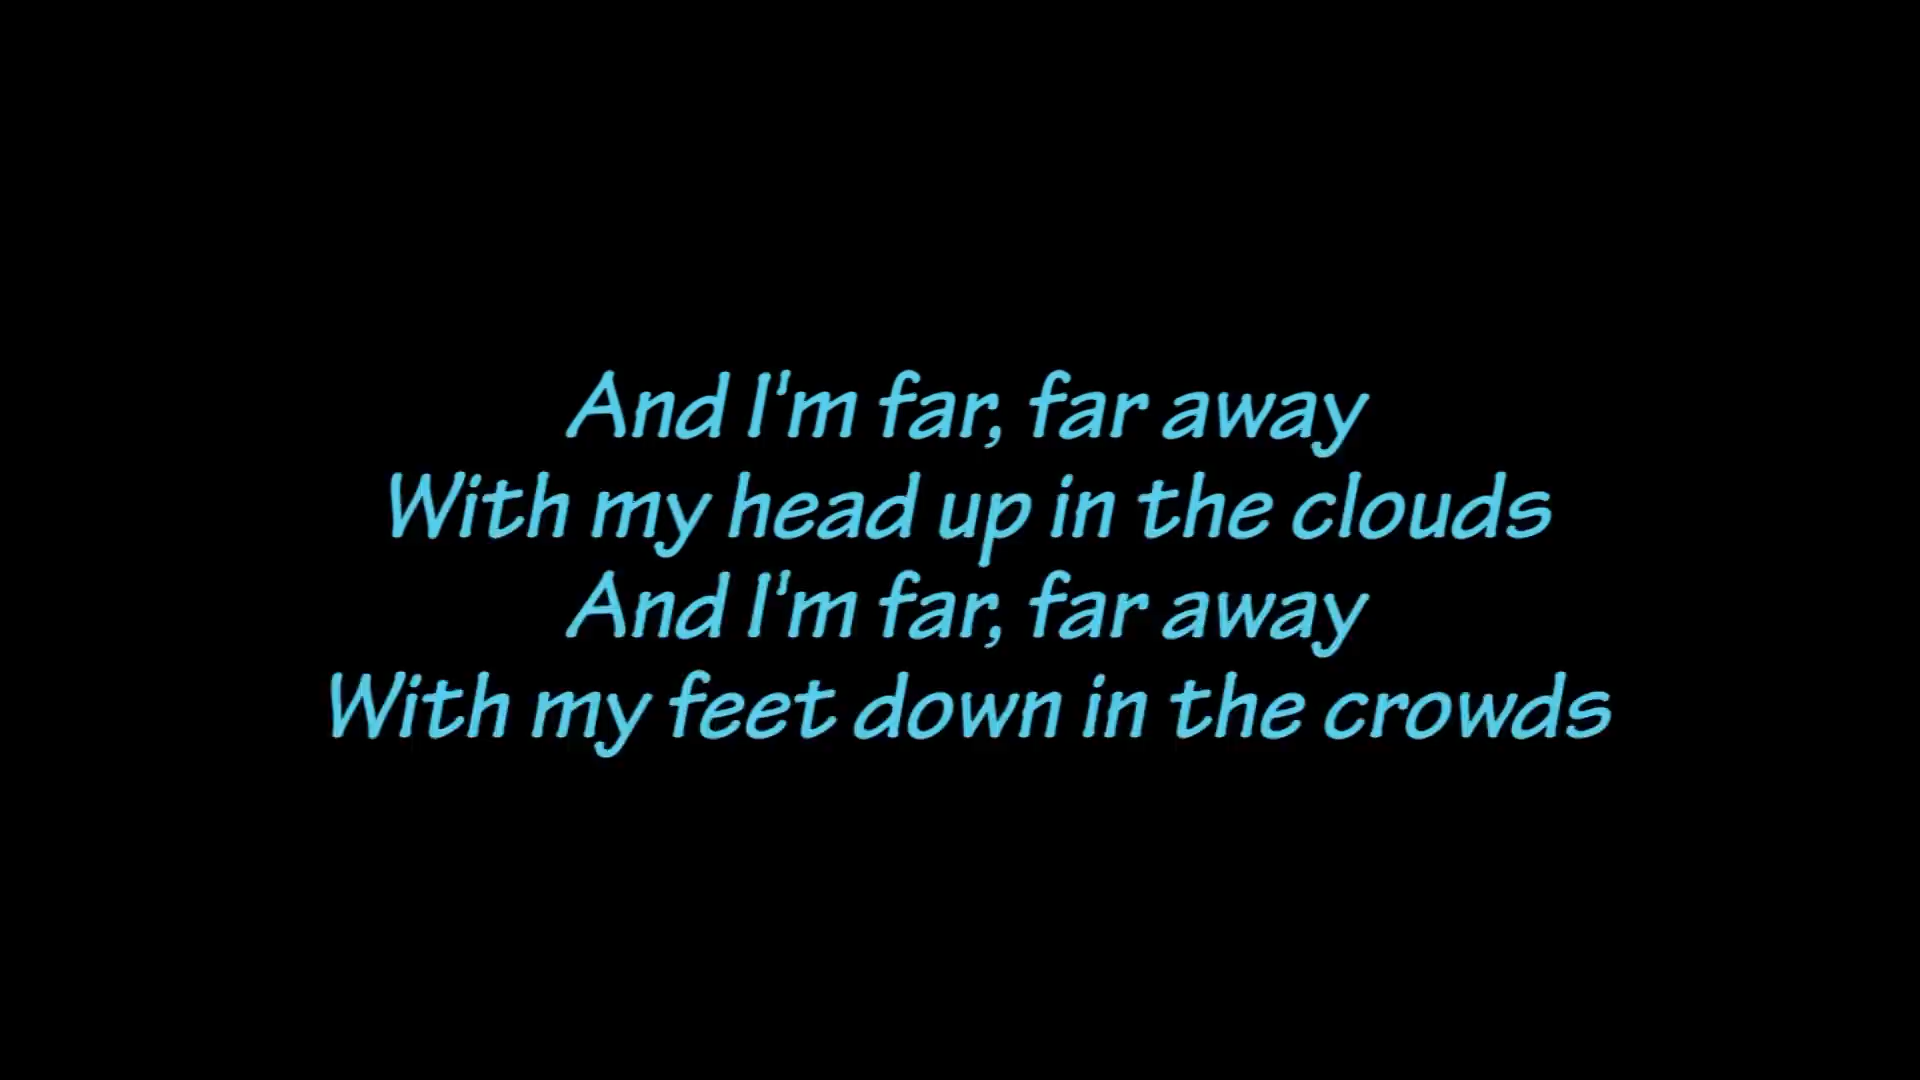 And I'm far, far away
With my head up in the clouds
And I'm far, far away
With my feet down in the crowds